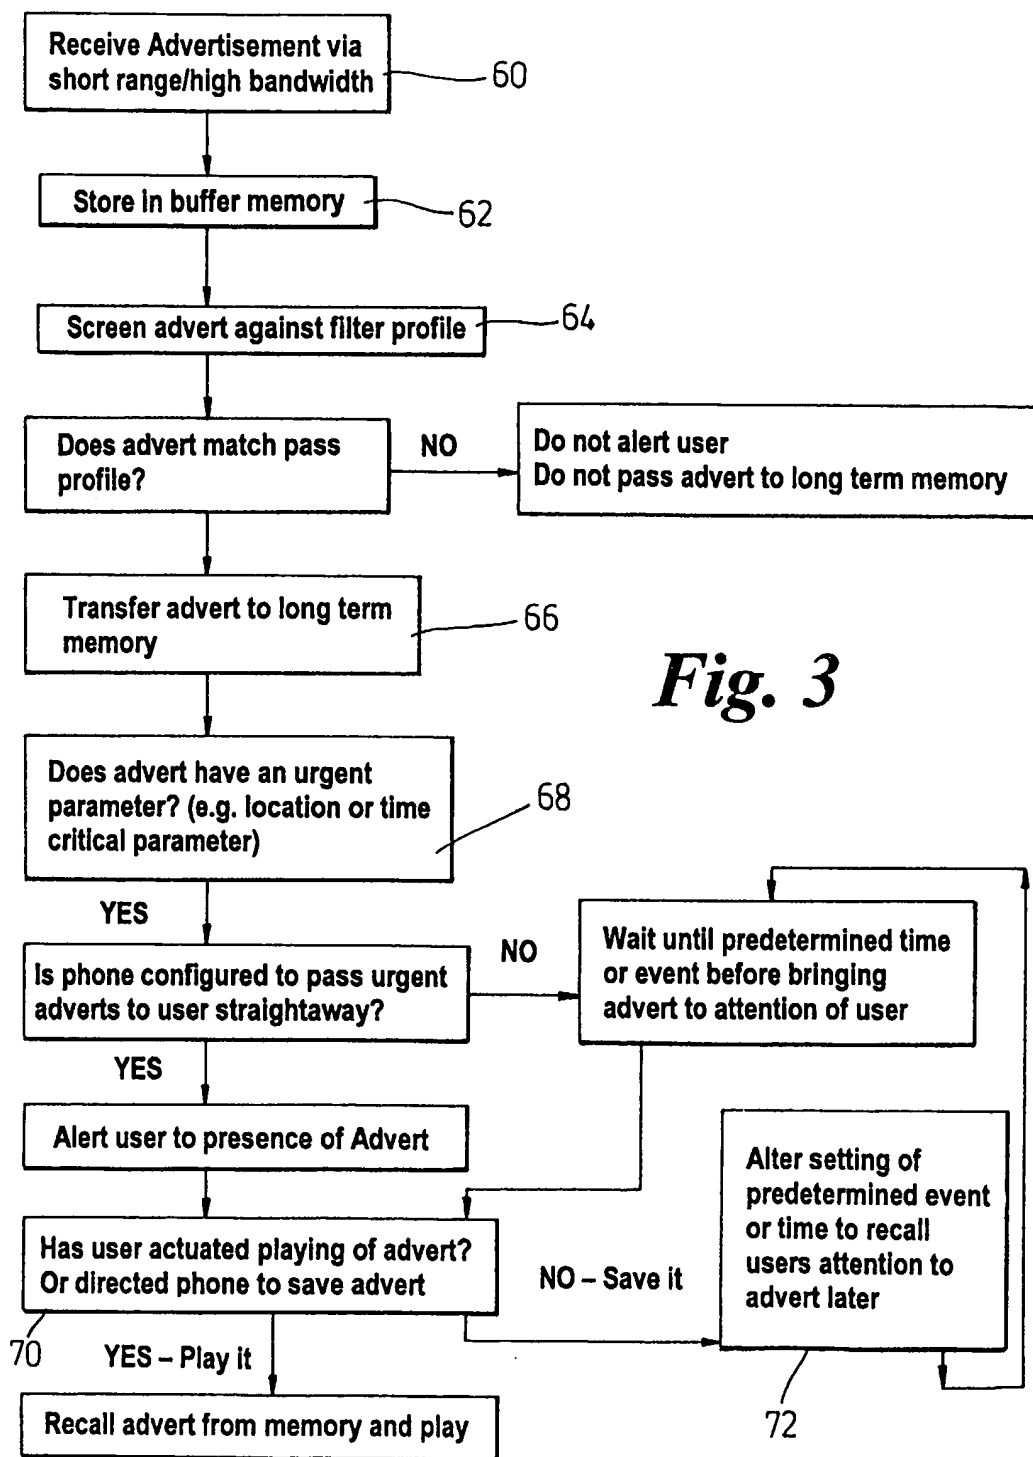 Receive Advertisement via
short range/high bandwidth
60
Store in buffer memory
62
Screen advert against filter profile
64
Does advert match pass
profile?
NO
Do not alert user
Do not pass advert to long term memory
Transfer advert to long term
memory
66
Fig. 3
Does advert have an urgent
parameter? (e.g. location or time
critical parameter)
68
YES
Is phone configured to pass urgent
adverts to user straightaway?
NO
Wait until predetermined time
or event before bringing
advert to attention of user
YES
Alert user to presence of Advert
Has user actuated playing of advert?
Or directed phone to save advert
70
NO – Save it
Alter setting of
predetermined event
or time to recall
users attention to
advert later
72
YES – Play it
Recall advert from memory and play